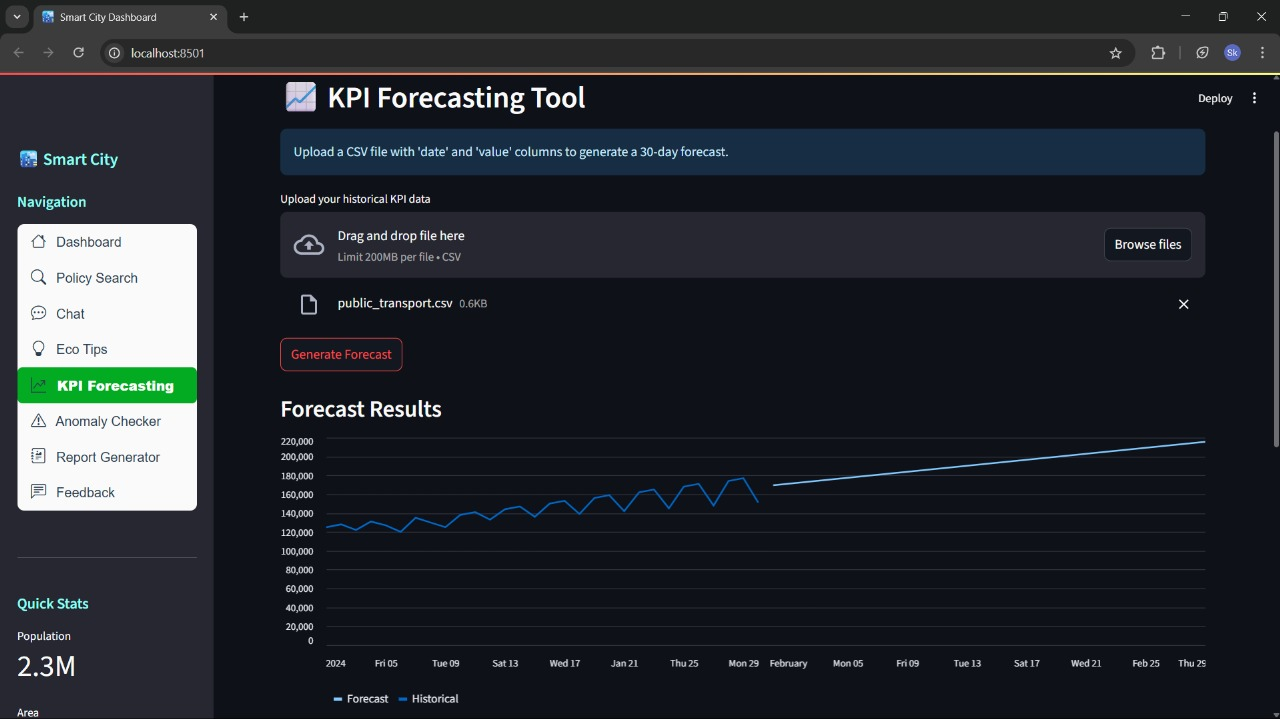 Smart City Dashboard
localhost:8501
Sk
KPI Forecasting Tool
Deploy
Upload a CSV file with 'date' and 'value' columns to generate a 30-day forecast.
Smart City
Navigation
Dashboard
Policy Search
Chat
Eco Tips
KPI Forecasting
Anomaly Checker
Report Generator
Feedback
Quick Stats
Population
2.3M
Area
Upload your historical KPI data
Drag and drop file here
Limit 200MB per file • CSV
Browse files
public_transport.csv 0.6KB
Generate Forecast
Forecast Results
220,000
200,000
180,000
160,000
140,000
120,000
100,000
80,000
60,000
40,000
20,000
0
2024 Fri 05 Tue 09 Sat 13 Wed 17 Jan 21 Thu 25 Mon 29 February Mon 05 Fri 09 Tue 13 Sat 17 Wed 21 Feb 25 Thu 29
Forecast Historical